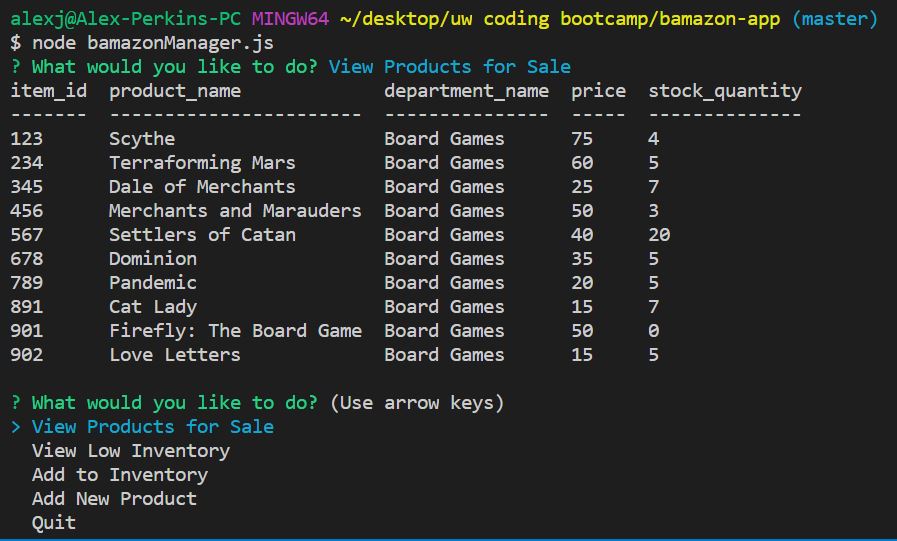 alexj@Alex-Perkins-PC MINGW64 ~/desktop/uw coding bootcamp/bamazon-app (master)
$ node bamazonManager.js
? What would you like to do? View Products for Sale
item_id  product_name             department_name  price  stock_quantity
-------  -----------------------  ---------------  -----  --------------
123      Scythe                   Board Games      75     4
234      Terraforming Mars        Board Games      60     5
345      Dale of Merchants        Board Games      25     7
456      Merchants and Marauders  Board Games      50     3
567      Settlers of Catan        Board Games      40     20
678      Dominion                 Board Games      35     5
789      Pandemic                 Board Games      20     5
891      Cat Lady                 Board Games      15     7
901      Firefly: The Board Game  Board Games      50     0
902      Love Letters             Board Games      15     5
? What would you like to do? (Use arrow keys)
> View Products for Sale
  View Low Inventory
  Add to Inventory
  Add New Product
  Quit